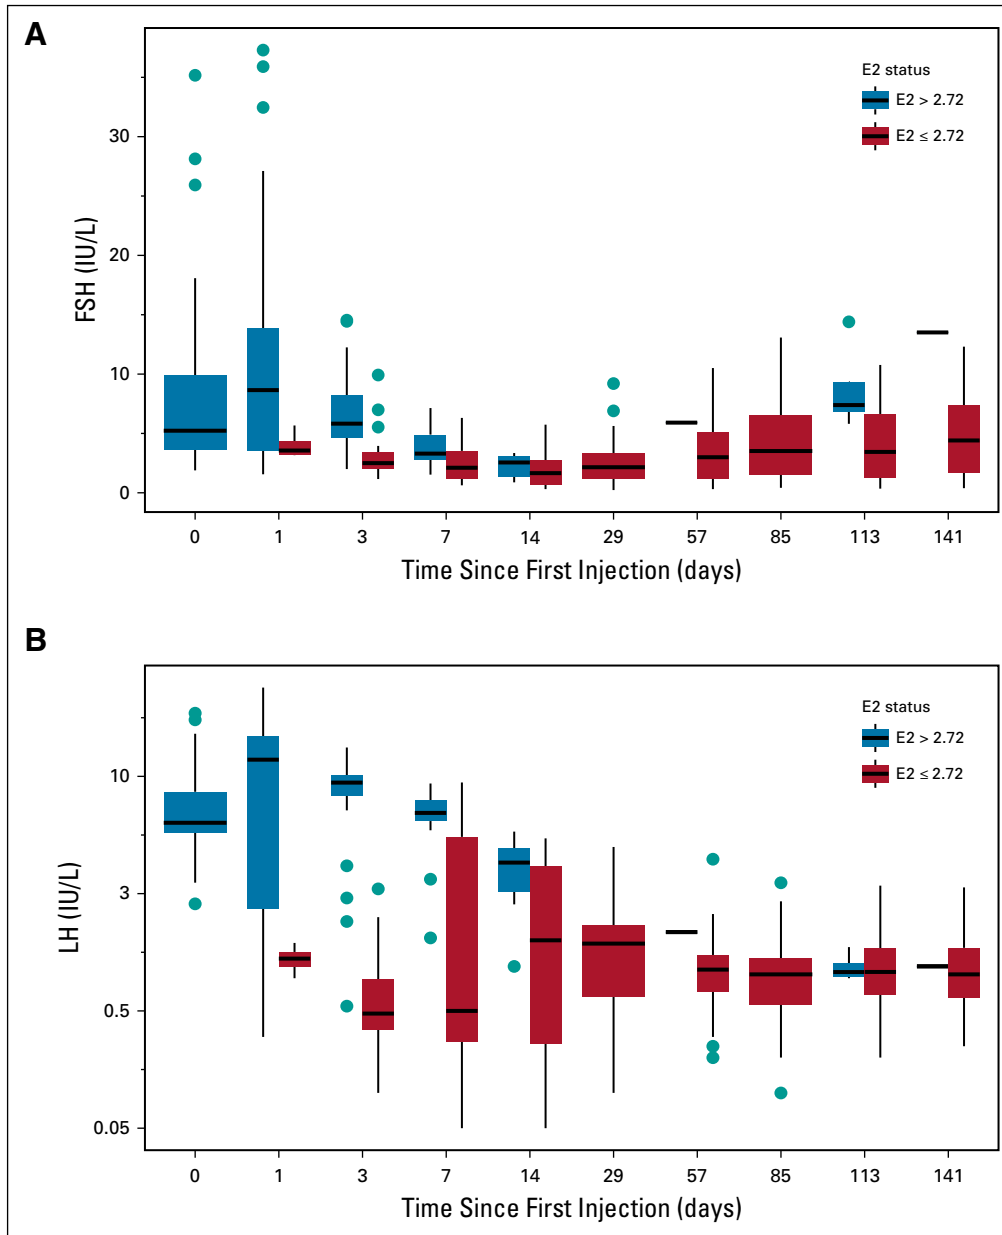 A
E2 status
E2 > 2.72
E2 ≤ 2.72
FSH (IU/L)
30
20
10
0
0 1 3 7 14 29 57 85 113 141
Time Since First Injection (days)
B
E2 status
E2 > 2.72
E2 ≤ 2.72
LH (IU/L)
10
3
0.5
0.05
0 1 3 7 14 29 57 85 113 141
Time Since First Injection (days)